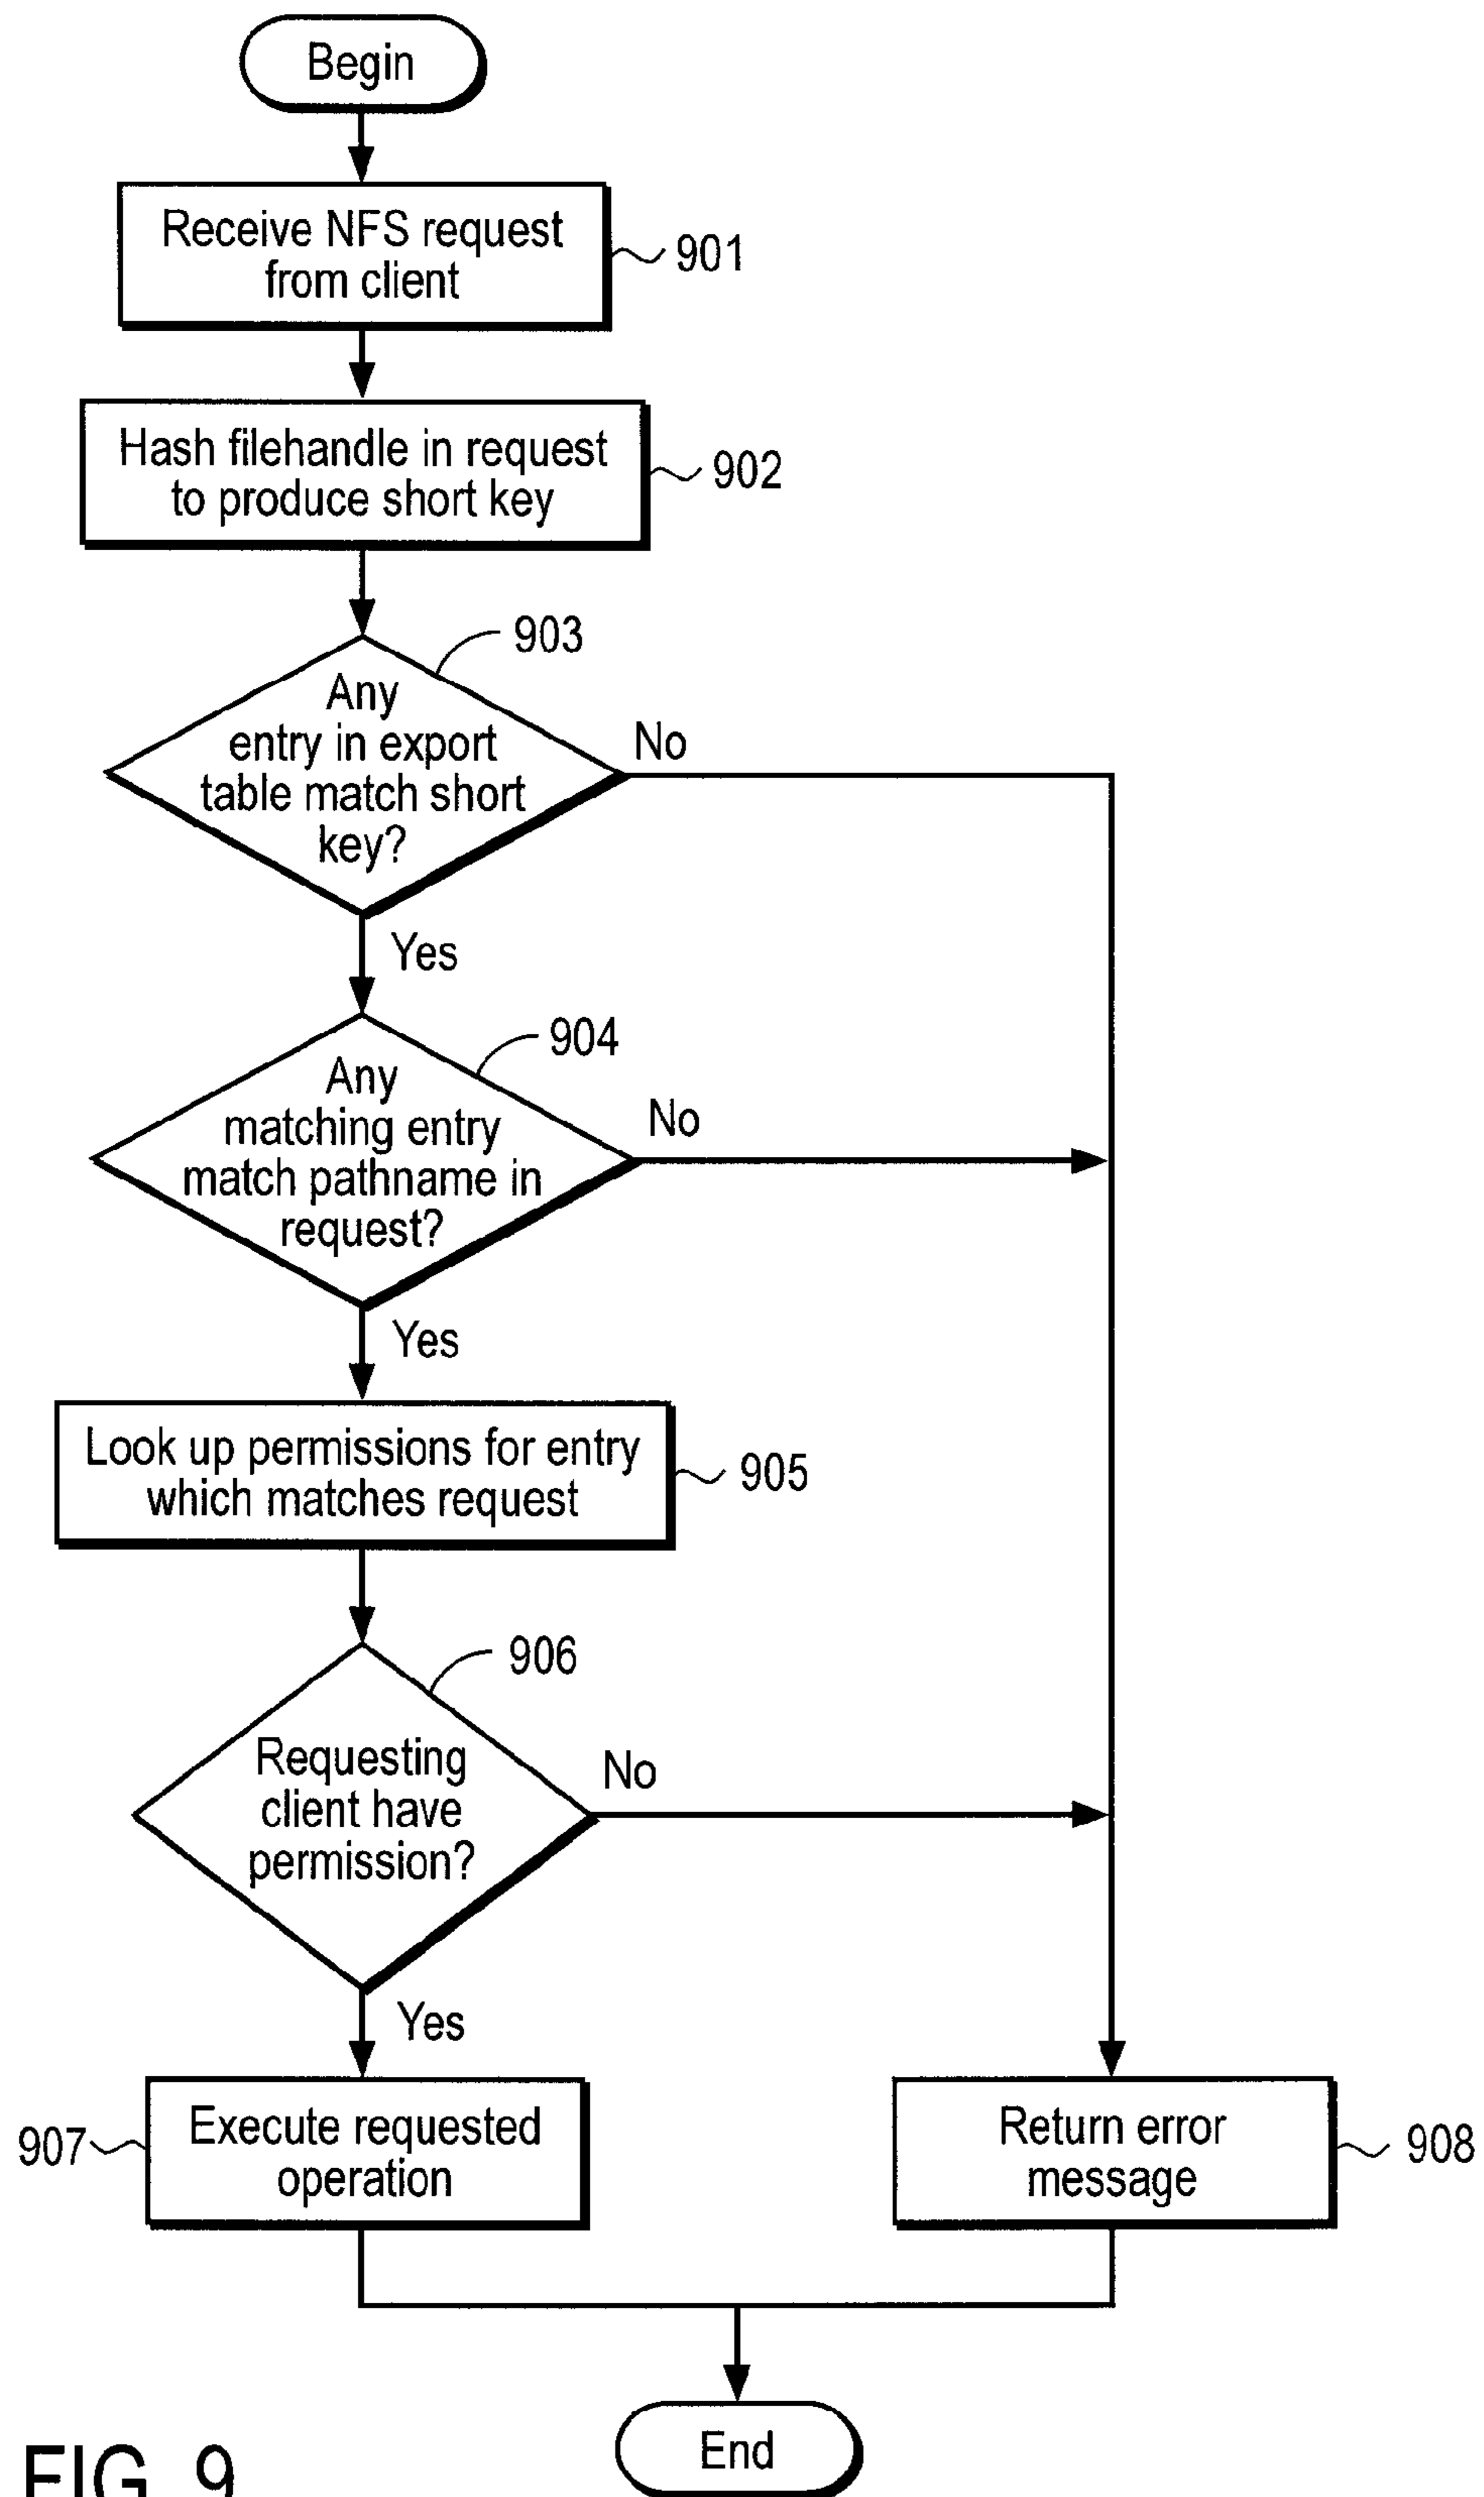 Begin
Receive NFS request
from client
901
Hash filehandle in request
to produce short key
902
903
Any
entry in export
table match short
key?
No
Yes
904
Any
matching entry
match pathname in
request?
No
Yes
Look up permissions for entry
which matches request
905
906
Requesting
client have
permission?
No
Yes
907
Execute requested
operation
Return error
message
908
End
FIG. 9